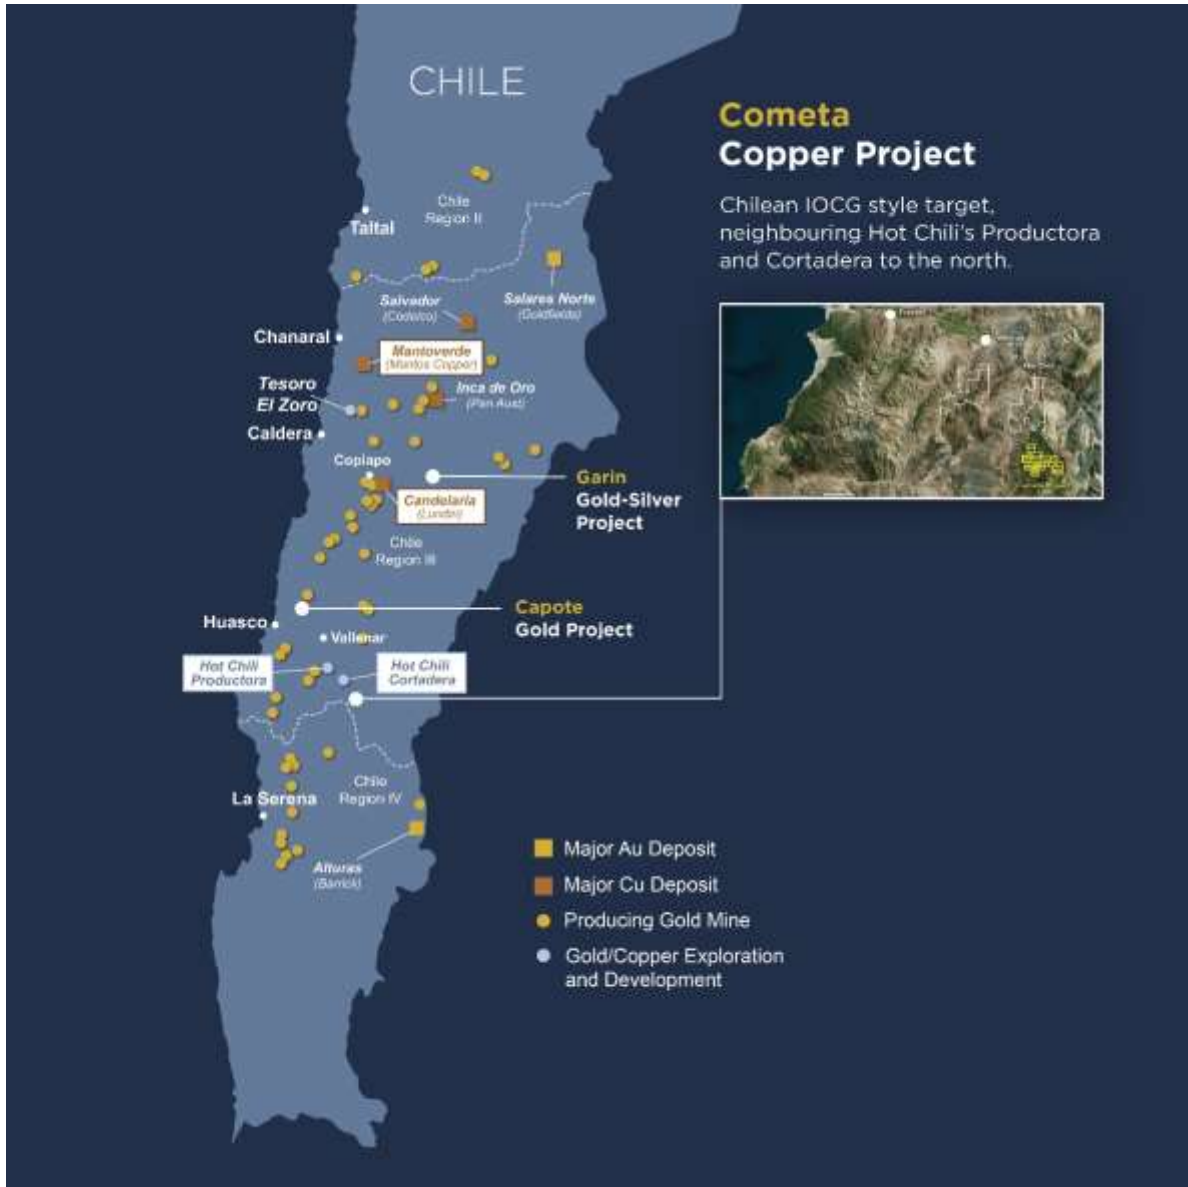 CHILE
Cometa
Copper Project
Chilean IOCG style target,
neighbouring Hot Chili's Productora
and Cortadera to the north.
Chile
Region II
Taltal
Salvador
(Codelco)
Salares Norte
(Goldfields)
Chanaral
Mantoverde
(Mantos Copper)
Tesoro
El Zoro
Inca de Oro
(Pan Aust)
Caldera
Copiapo
Garin
Gold-Silver
Project
Candelaria
(Lundin)
Chile
Region III
Capote
Gold Project
Huasco
Vallenar
Hot Chili
Productora
Hot Chili
Cortadera
Chile
Region IV
La Serena
Alturas
(Barrick)
Major Au Deposit
Major Cu Deposit
Producing Gold Mine
Gold/Copper Exploration
and Development